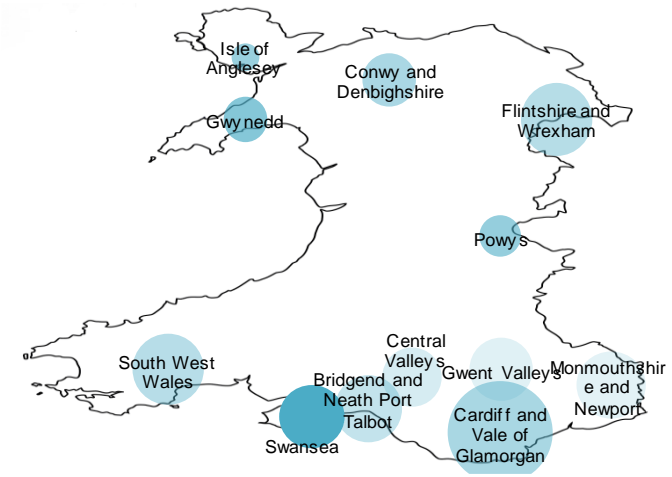 Isle of
Anglesey
Conwy and
Denbighshire
Flintshire and
Wrexham
Gwynedd
Powys
South West
Wales
Central
Valleys
Gwent Valleys
Monmouthshir
e and
Newport
Bridgend and
Neath Port
Talbot
Cardiff and
Vale of
Glamorgan
Swansea